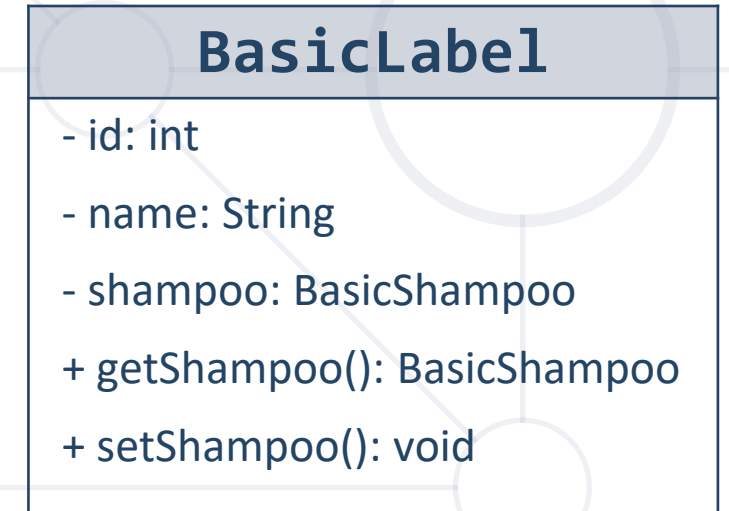 BasicLabel
- id: int
- name: String
- shampoo: BasicShampoo
+ getShampoo(): BasicShampoo
+ setShampoo(): void